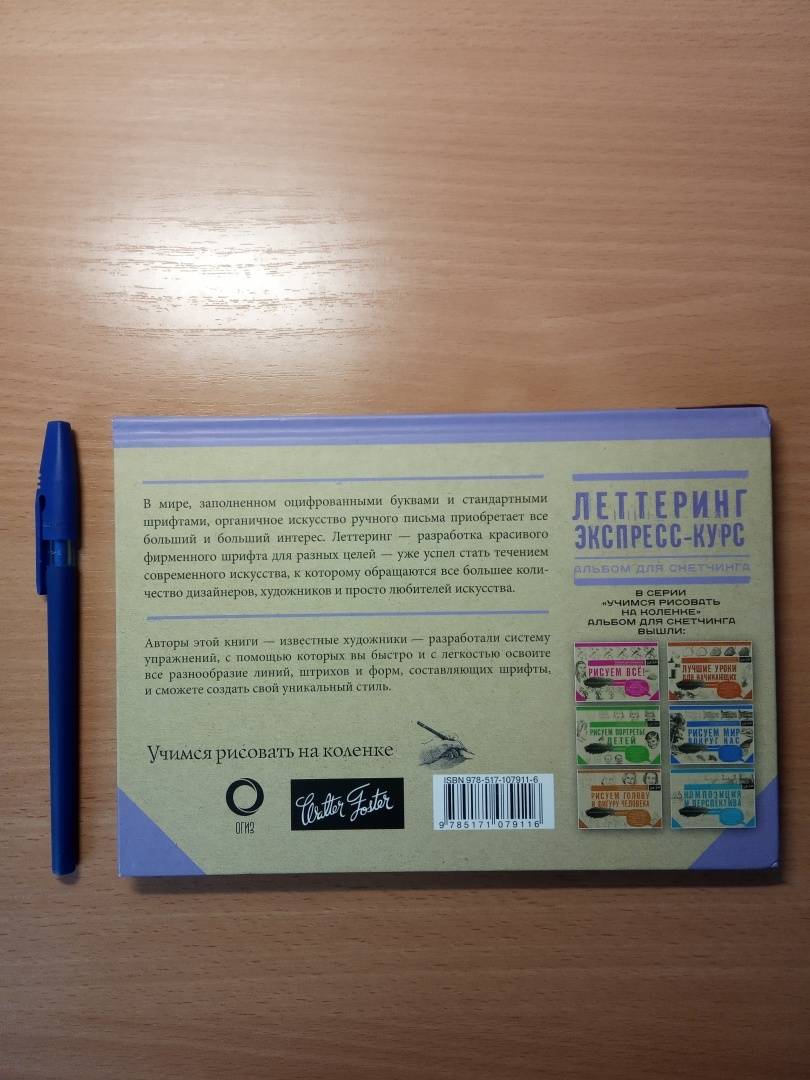 В мире, заполненном оцифрованными буквами и стандартными
шрифтами, органичное искусство ручного письма приобретает все
больший и больший интерес. Леттеринг — разработка красивого
фирменного шрифта для разных целей — уже успел стать течением
современного искусства, к которому обращаются все большее коли-
чество дизайнеров, художников и просто любителей искусства.
Авторы этой книги — известные художники — разработали систему
упражнений, с помощью которых вы быстро и с легкостью освоите
все разнообразие линий, штрихов и форм, составляющих шрифты,
и сможете создать свой уникальный стиль.
Учимся рисовать на коленке
ОГИЗ
Walter Foster
ISBN 978-517-107911-6
9 785171 079116
ЛЕТТЕРИНГ
ЭКСПРЕСС-КУРС
АЛЬБОМ ДЛЯ СКЕТЧИНГА
В СЕРИИ
«УЧИМСЯ РИСОВАТЬ
НА КОЛЕНКЕ»
АЛЬБОМ ДЛЯ СКЕТЧИНГА
ВЫШЛИ:
РИСУЕМ ВСЁ!
ЛУЧШИЕ УРОКИ
ДЛЯ НАЧИНАЮЩИХ
РИСУЕМ ПОРТРЕТЫ
ДЕТЕЙ
РИСУЕМ МИР
ВОКРУГ НАС
РИСУЕМ ГОЛОВУ
И ФИГУРУ ЧЕЛОВЕКА
КОМПОЗИЦИЯ
И ПЕРСПЕКТИВА